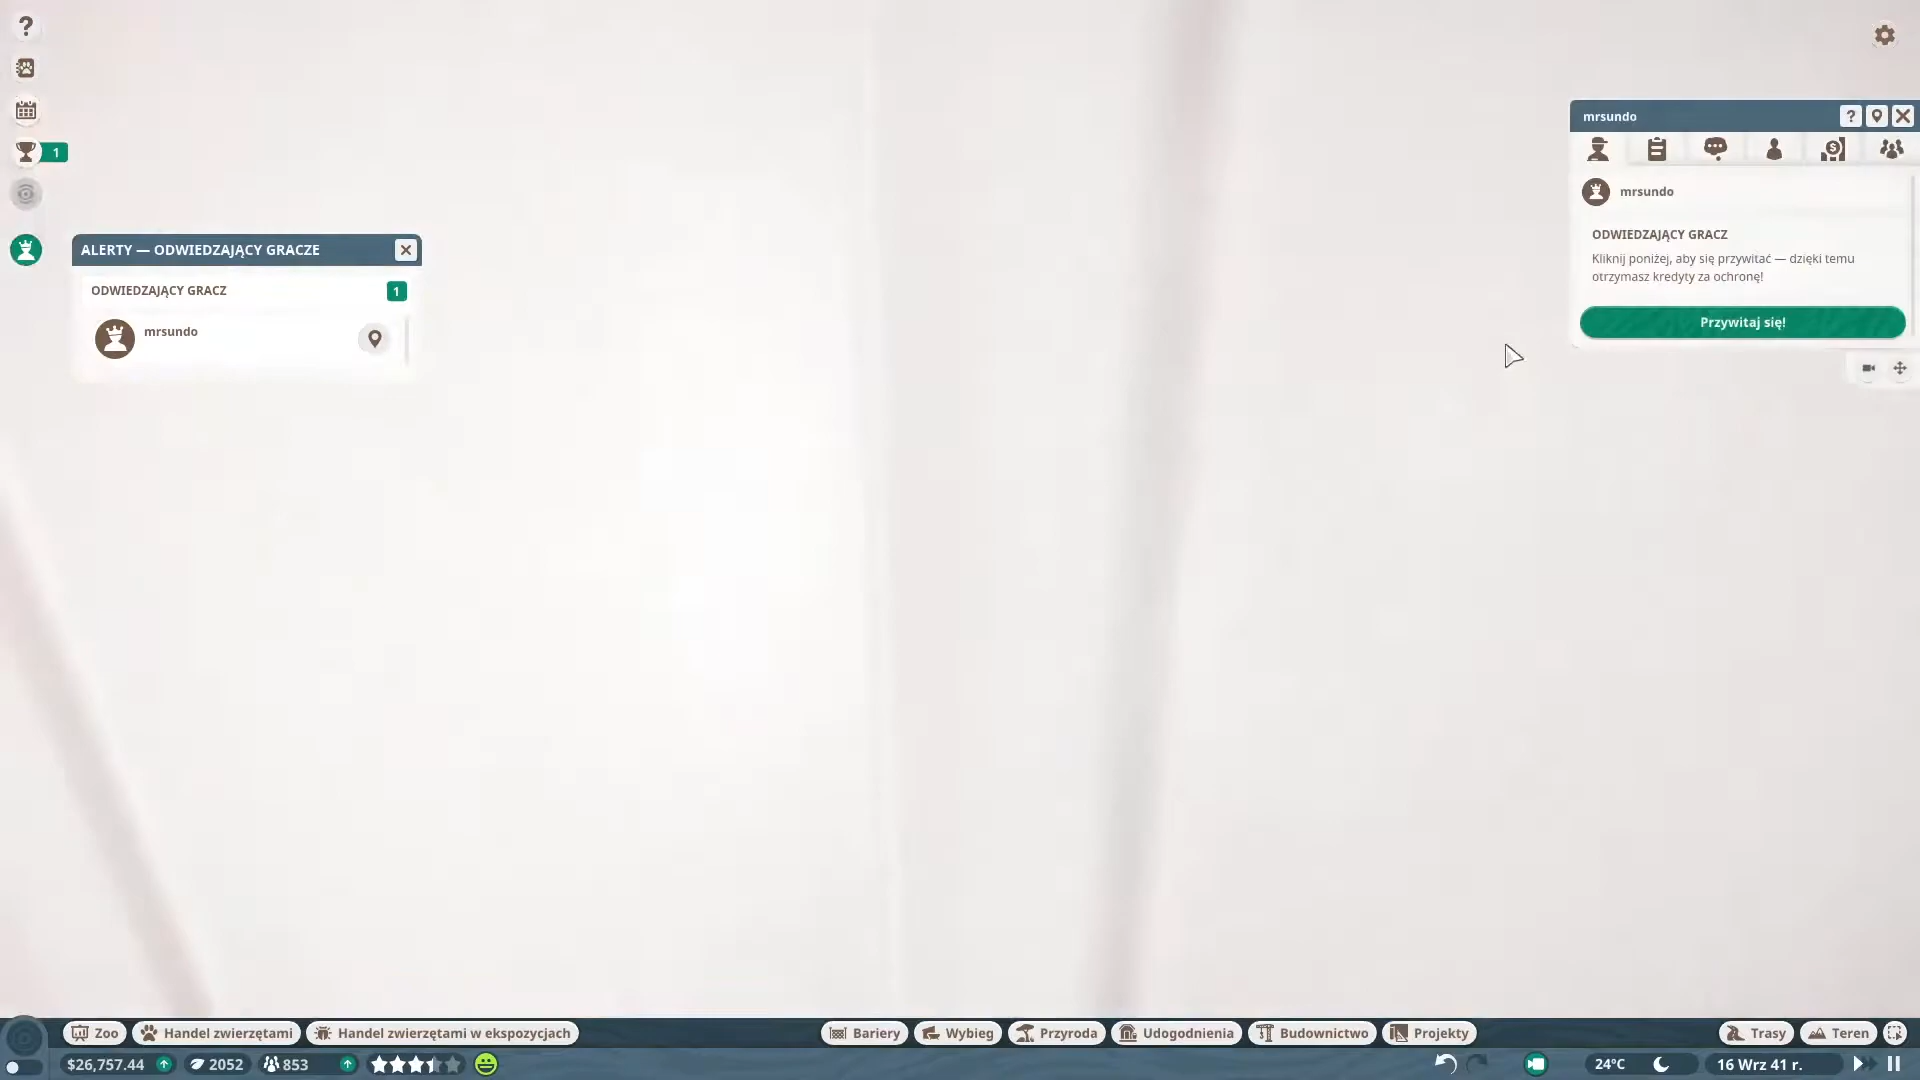 ?
1
ALERTY — ODWIEDZAJĄCY GRACZE
ODWIEDZAJĄCY GRACZ
1
mrsundo
mrsundo
?
mrsundo
ODWIEDZAJĄCY GRACZ
Kliknij poniżej, aby się przywitać — dzięki temu
otrzymasz kredyty za ochronę!
Przywitaj się!
Zoo
Handel zwierzętami
Handel zwierzętami w ekspozycjach
Bariery
Wybieg
Przyroda
Udogodnienia
Budownictwo
Projekty
Trasy
Teren
$26,757.44
2052
853
24°C
16 Wrz 41 r.